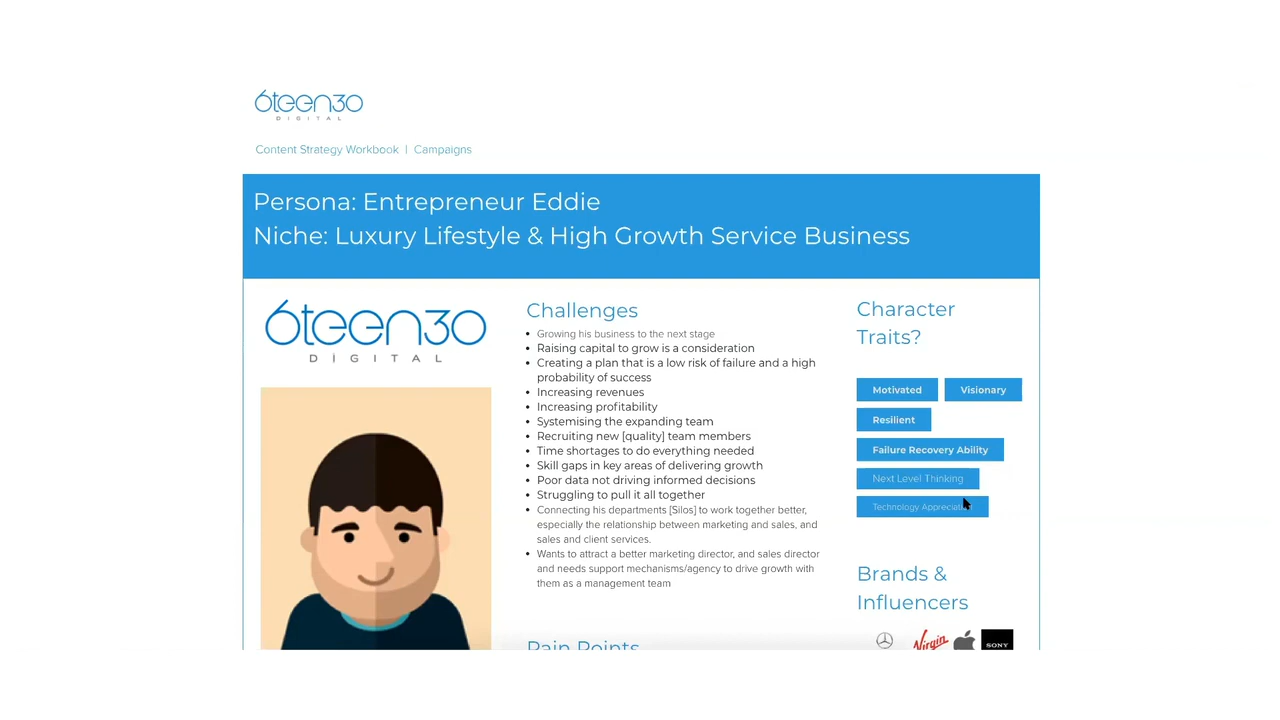 6teen30
DIGITAL
Content Strategy Workbook | Campaigns
Persona: Entrepreneur Eddie
Niche: Luxury Lifestyle & High Growth Service Business
6teen30
DIGITAL
Challenges
• Growing his business to the next stage
• Raising capital to grow is a consideration
• Creating a plan that is a low risk of failure and a high
probability of success
• Increasing revenues
• Increasing profitability
• Systemising the expanding team
• Recruiting new [quality] team members
• Time shortages to do everything needed
• Skill gaps in key areas of delivering growth
• Poor data not driving informed decisions
• Struggling to pull it all together
• Connecting his departments [Silos] to work together better,
especially the relationship between marketing and sales, and
sales and client services.
• Wants to attract a better marketing director, and sales director
and needs support mechanisms/agency to drive growth with
them as a management team
Pain Points
Character
Traits?
Motivated
Visionary
Resilient
Failure Recovery Ability
Next Level Thinking
Technology
Brands &
Influencers
Virgin
SONY